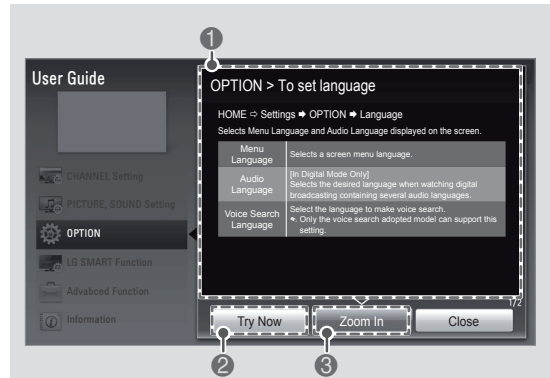 1
User Guide
OPTION > To set language
HOME ⇨ Settings ➡ OPTION ➡ Language
Selects Menu Language and Audio Language displayed on the screen.
Menu Language
Selects a screen menu language.
Audio Language
[In Digital Mode Only]
Selects the desired language when watching digital
broadcasting containing several audio languages.
Voice Search Language
Select the language to make voice search.
Only the voice search adopted model can support this
setting.
CHANNEL Setting
PICTURE, SOUND Setting
OPTION
LG SMART Function
Advabced Function
Information
1/2
Try Now
Zoom In
Close
2
3